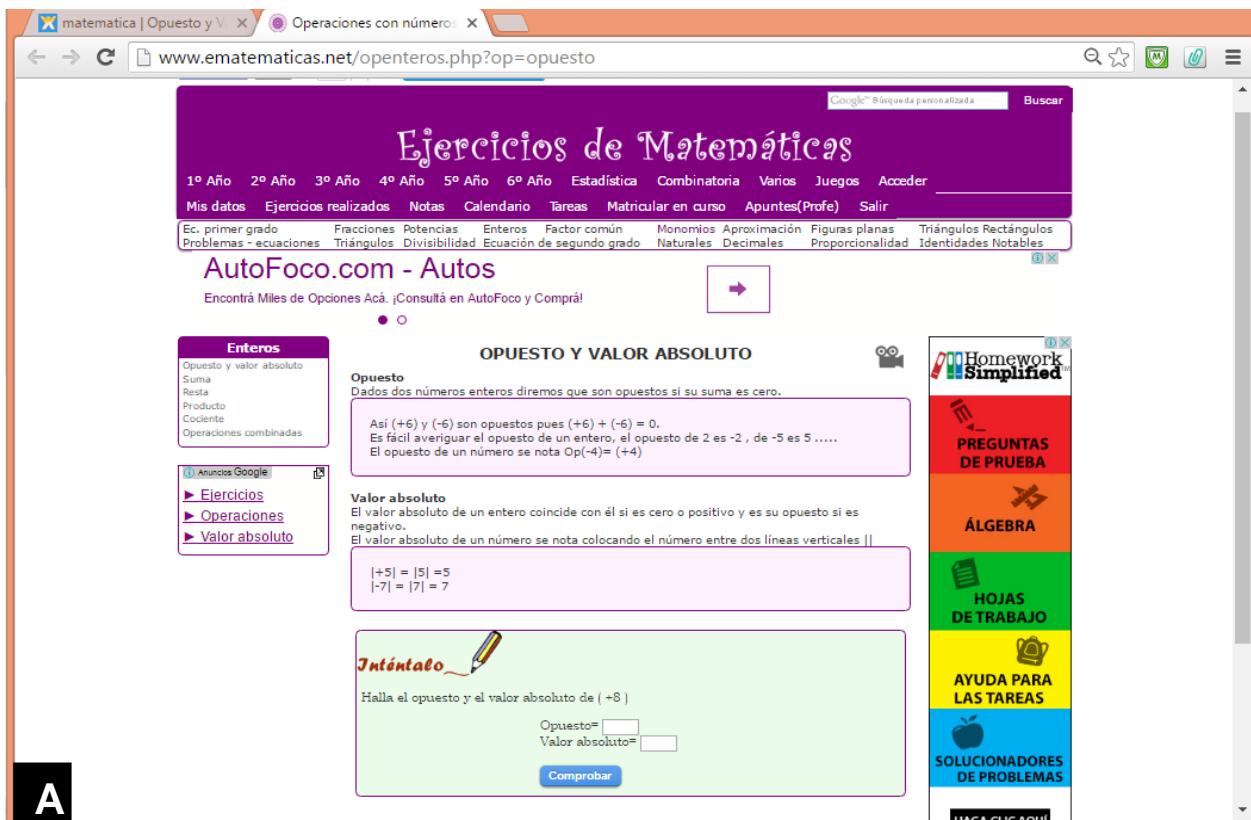 matematica | Opuesto y V
Operaciones con números
www.ematematicas.net/openteros.php?op=opuesto
Google™ Búsqueda personalizada Buscar
Ejercicios de Matemáticas
1º Año 2º Año 3º Año 4º Año 5º Año 6º Año Estadística Combinatoria Varios Juegos Acceder
Mis datos Ejercicios realizados Notas Calendario Tareas Matricular en curso Apuntes(Profe) Salir
Ec. primer grado Fracciones Potencias Enteros Factor común Monomios Aproximación Figuras planas Triángulos Rectángulos
Problemas - ecuaciones Triángulos Divisibilidad Ecuación de segundo grado Naturales Decimales Proporcionalidad Identidades Notables
AutoFoco.com - Autos
Encontrá Miles de Opciones Acá. ¡Consultá en AutoFoco y Comprá!
Enteros
Opuesto y valor absoluto
Suma
Resta
Producto
Cociente
Operaciones combinadas
Anuncios Google
► Ejercicios
► Operaciones
► Valor absoluto
OPUESTO Y VALOR ABSOLUTO
Opuesto
Dados dos números enteros diremos que son opuestos si su suma es cero.
Así (+6) y (-6) son opuestos pues (+6) + (-6) = 0.
Es fácil averiguar el opuesto de un entero, el opuesto de 2 es -2 , de -5 es 5 .....
El opuesto de un número se nota Op(-4)= (+4)
Valor absoluto
El valor absoluto de un entero coincide con él si es cero o positivo y es su opuesto si es
negativo.
El valor absoluto de un número se nota colocando el número entre dos líneas verticales ||
|+5| = |5| =5
|-7| = |7| = 7
Inténtalo
Halla el opuesto y el valor absoluto de ( +8 )
Opuesto=
Valor absoluto=
Comprobar
Homework
Simplified™
PREGUNTAS
DE PRUEBA
ÁLGEBRA
HOJAS
DE TRABAJO
AYUDA PARA
LAS TAREAS
SOLUCIONADORES
DE PROBLEMAS
HAGA CLIC AQUÍ
A